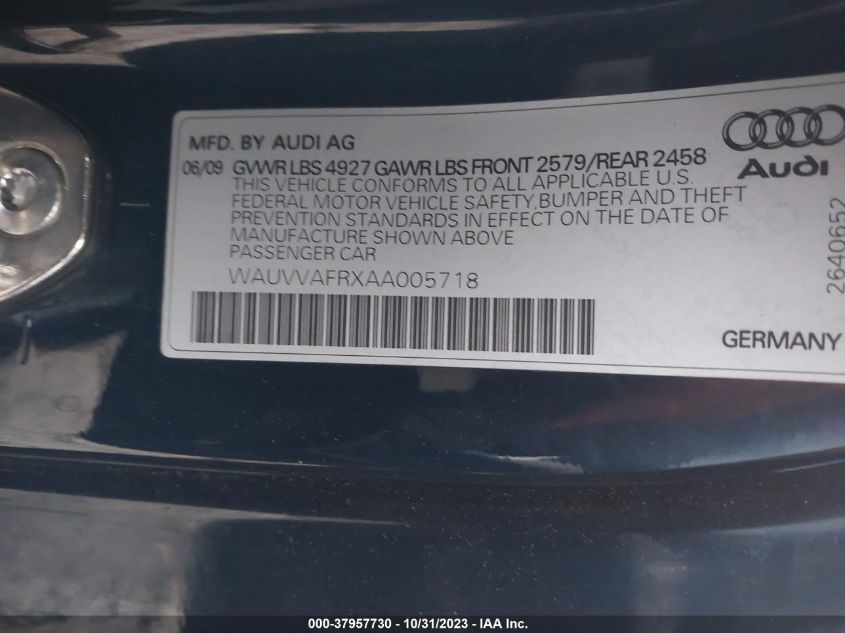 MFD. BY AUDI AG
06/09 GVWR LBS 4927 GAWR LBS FRONT 2579/REAR 2458
THIS VEHICLE CONFORMS TO ALL APPLICABLE U.S.
FEDERAL MOTOR VEHICLE SAFETY,BUMPER AND THEFT
PREVENTION STANDARDS IN EFFECT ON THE DATE OF
MANUFACTURE SHOWN ABOVE
PASSENGER CAR
WAUVVAFRXAA005718
Audi
2640652
GERMANY
000-37957730 - 10/31/2023 - IAA Inc.